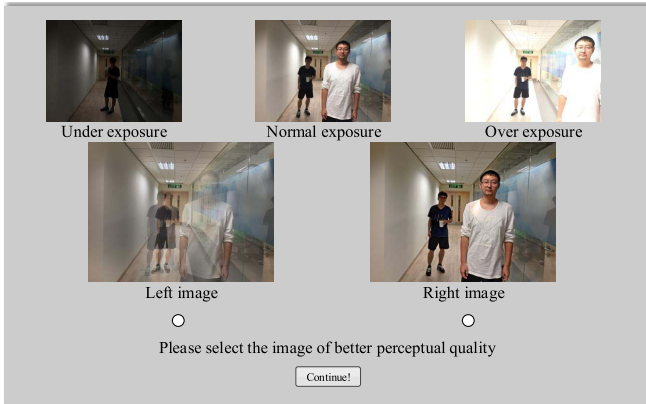 Under exposure
Normal exposure
Over exposure
Left image
Right image
Please select the image of better perceptual quality
Continue!